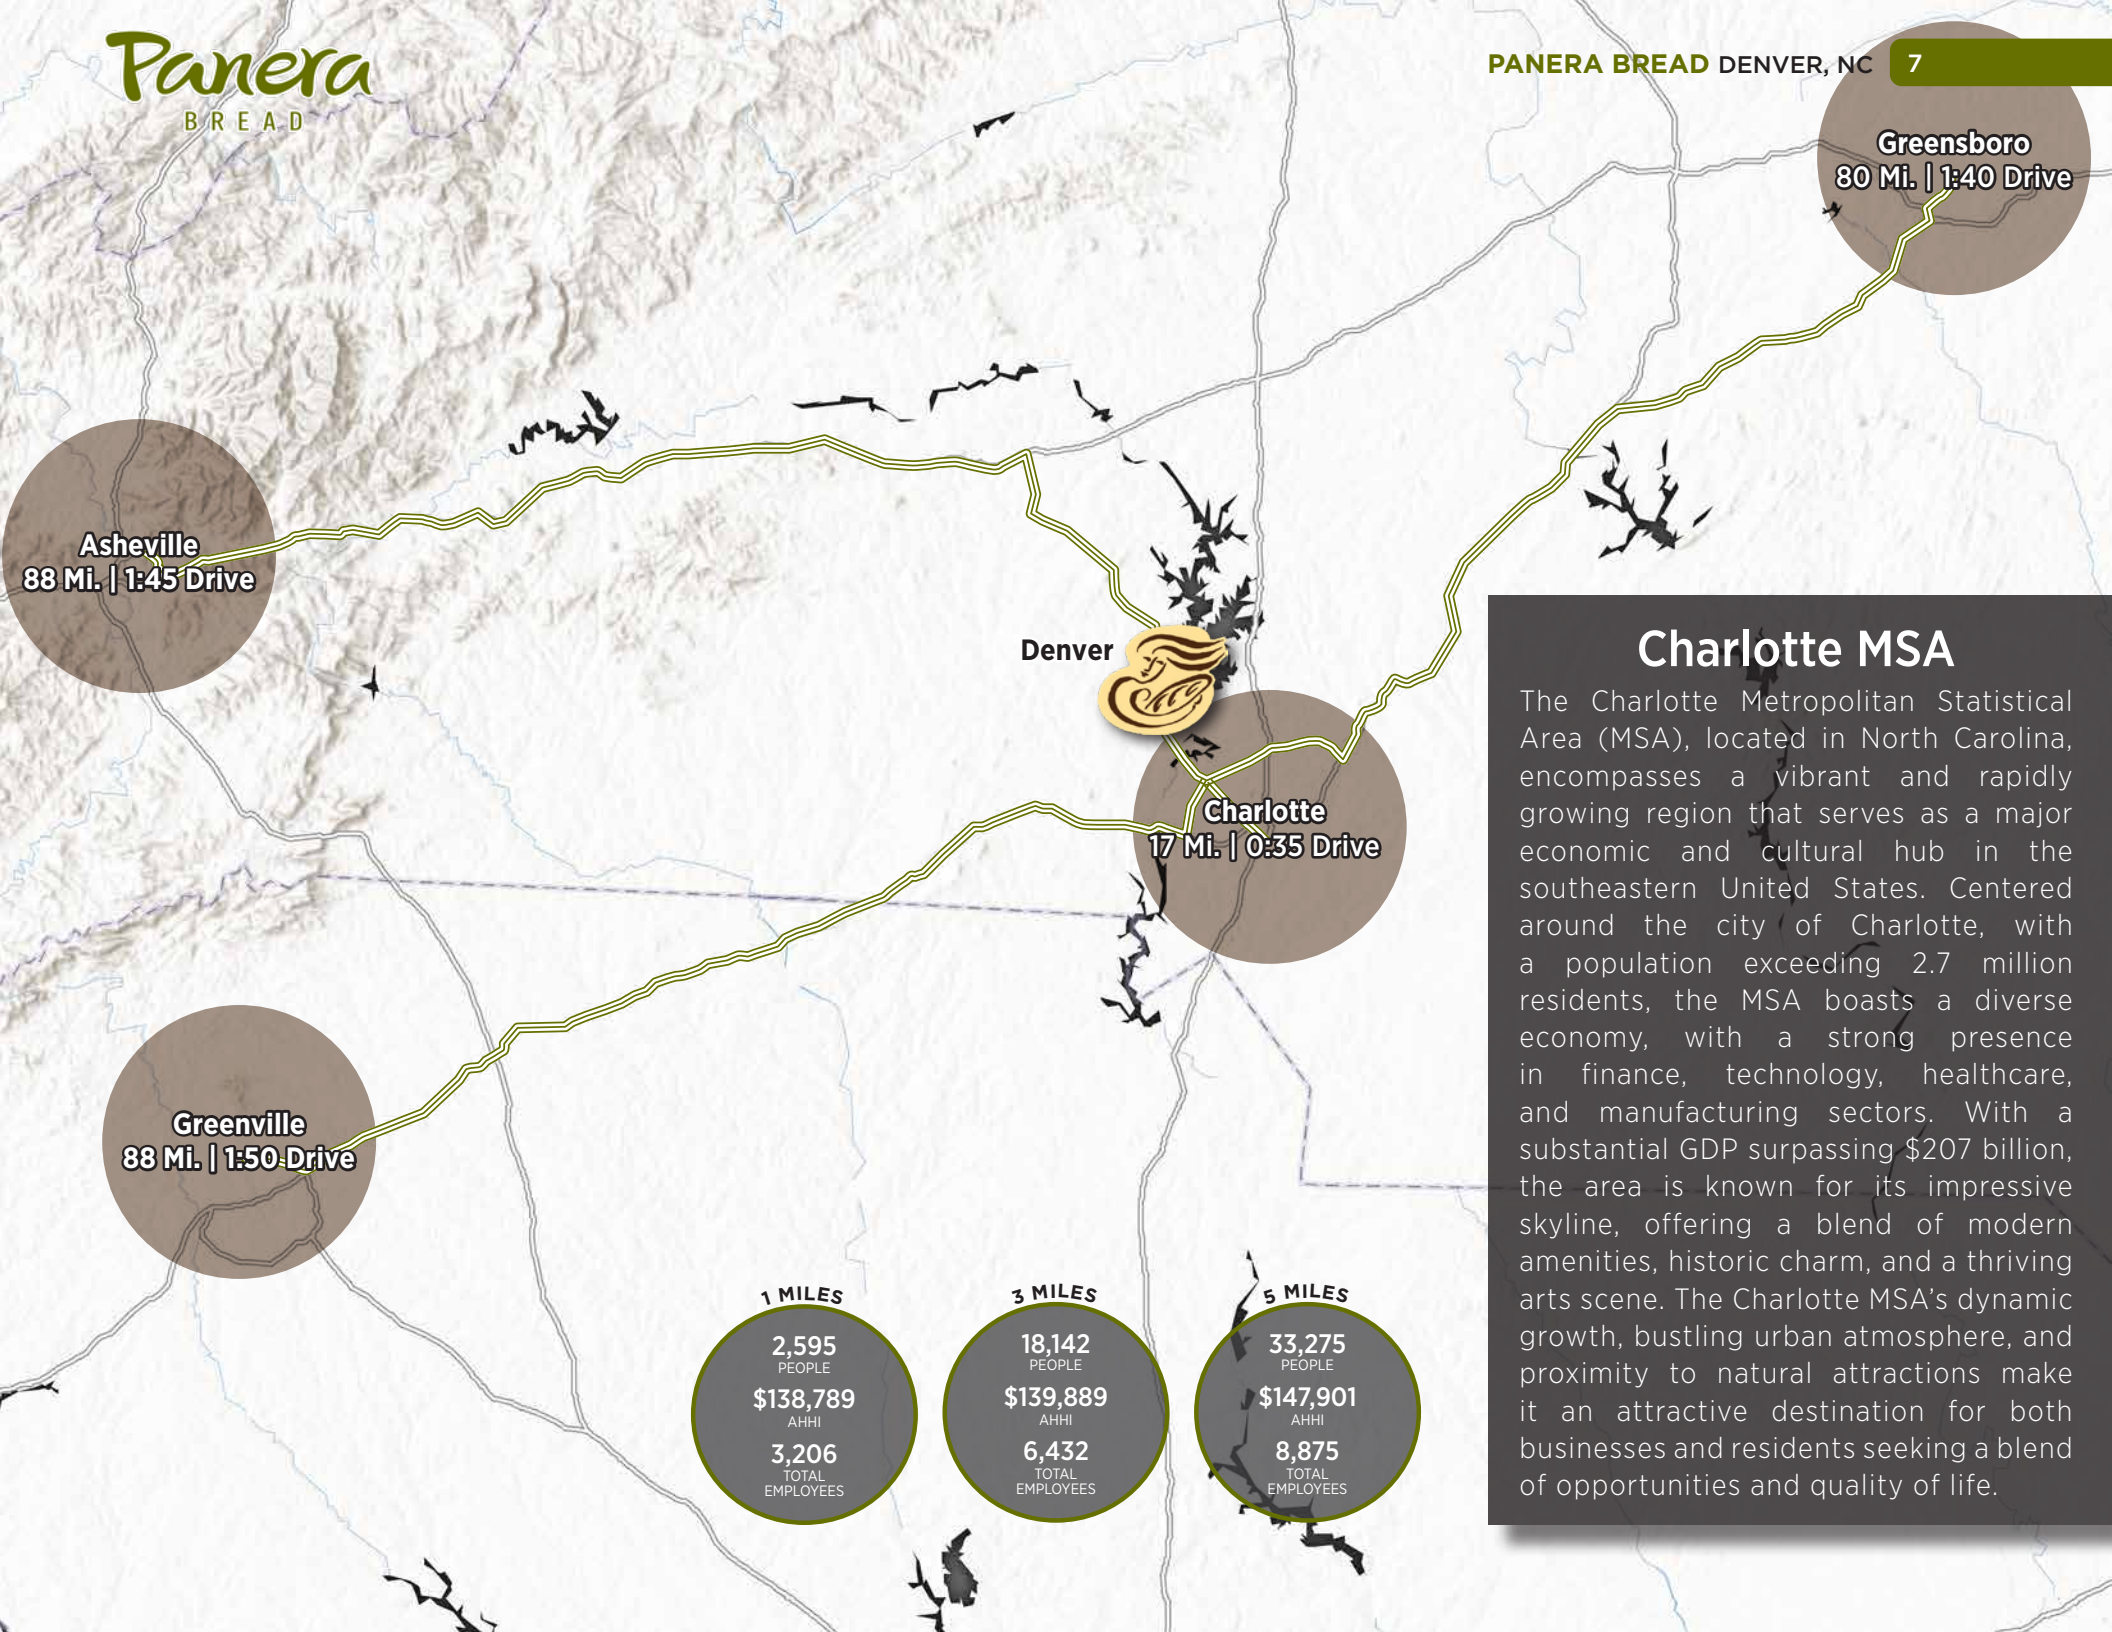 Panera
BREAD
PANERA BREAD DENVER, NC 7
Greensboro
80 Mi. | 1:40 Drive
Asheville
88 Mi. | 1:45 Drive
Denver
Charlotte
17 Mi. | 0:35 Drive
Greenville
88 Mi. | 1:50 Drive
Charlotte MSA
The Charlotte Metropolitan Statistical
Area (MSA), located in North Carolina,
encompasses a vibrant and rapidly
growing region that serves as a major
economic and cultural hub in the
southeastern United States. Centered
around the city of Charlotte, with
a population exceeding 2.7 million
residents, the MSA boasts a diverse
economy, with a strong presence
in finance, technology, healthcare,
and manufacturing sectors. With a
substantial GDP surpassing $207 billion,
the area is known for its impressive
skyline, offering a blend of modern
amenities, historic charm, and a thriving
arts scene. The Charlotte MSA's dynamic
growth, bustling urban atmosphere, and
proximity to natural attractions make
it an attractive destination for both
businesses and residents seeking a blend
of opportunities and quality of life.
1 MILES
2,595
PEOPLE
$138,789
AHHI
3,206
TOTAL
EMPLOYEES
3 MILES
18,142
PEOPLE
$139,889
AHHI
6,432
TOTAL
EMPLOYEES
5 MILES
33,275
PEOPLE
$147,901
AHHI
8,875
TOTAL
EMPLOYEES